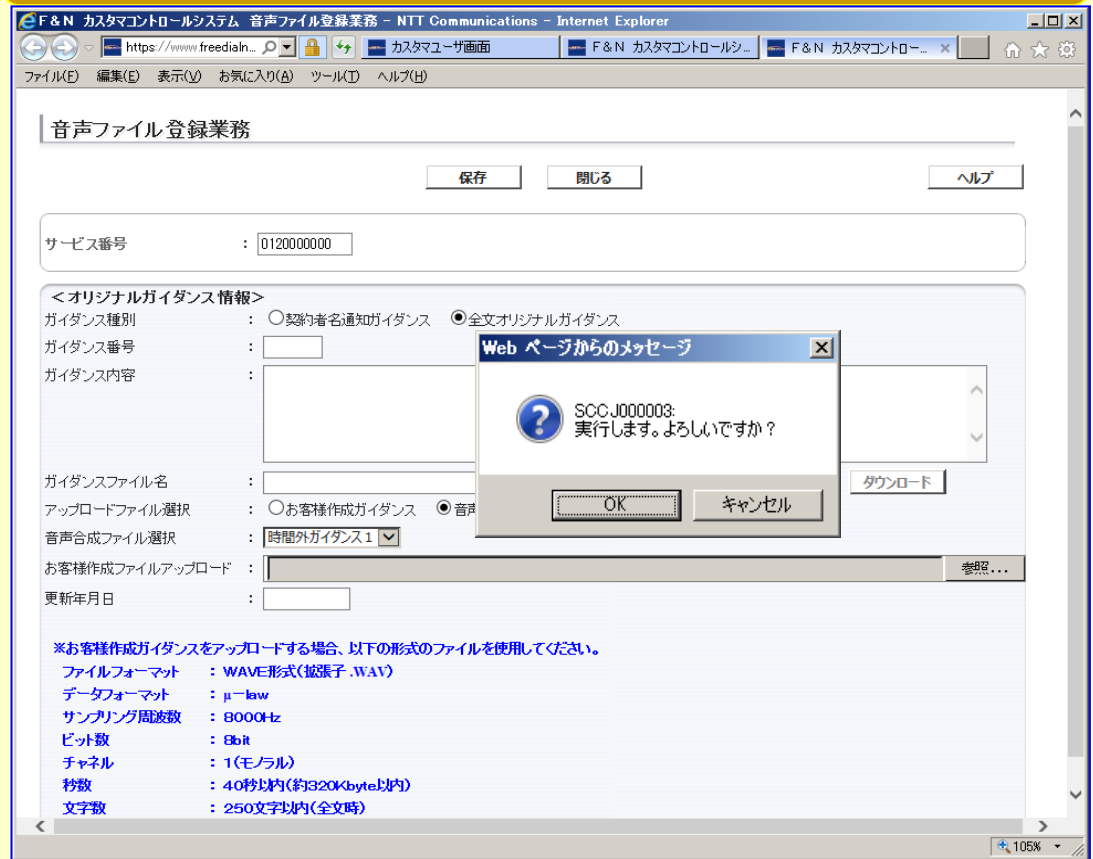 F&N カスタマコントロールシステム 音声ファイル登録業務 - NTT Communications - Internet Explorer
https://www.freedialn... カスタマユーザ画面 F&N カスタマコントロールシ... F&N カスタマコントロー... ×
ファイル(F) 編集(E) 表示(V) お気に入り(A) ツール(T) ヘルプ(H)
音声ファイル登録業務
保存 閉じる ヘルプ
サービス番号 : 0120000000
<オリジナルガイダンス情報>
ガイダンス種別 : 契約者名通知ガイダンス 全文オリジナルガイダンス
ガイダンス番号 :
Web ページからのメッセージ
ガイダンス内容 :
SCCJ000003:
実行します。よろしいですか?
OK キャンセル
ガイダンスファイル名 : ダウンロード
アップロードファイル選択 : お客様作成ガイダンス 音声
音声合成ファイル選択 : 時間外ガイダンス1
お客様作成ファイルアップロード : 参照...
更新年月日 :
※お客様作成ガイダンスをアップロードする場合、以下の形式のファイルを使用してください。
ファイルフォーマット : WAVE形式(拡張子.WAV)
データフォーマット : μ-law
サンプリング周波数 : 8000Hz
ビット数 : 8bit
チャネル : 1(モノラル)
秒数 : 40秒以内(約320Kbyte以内)
文字数 : 250文字以内(全文時)
105%